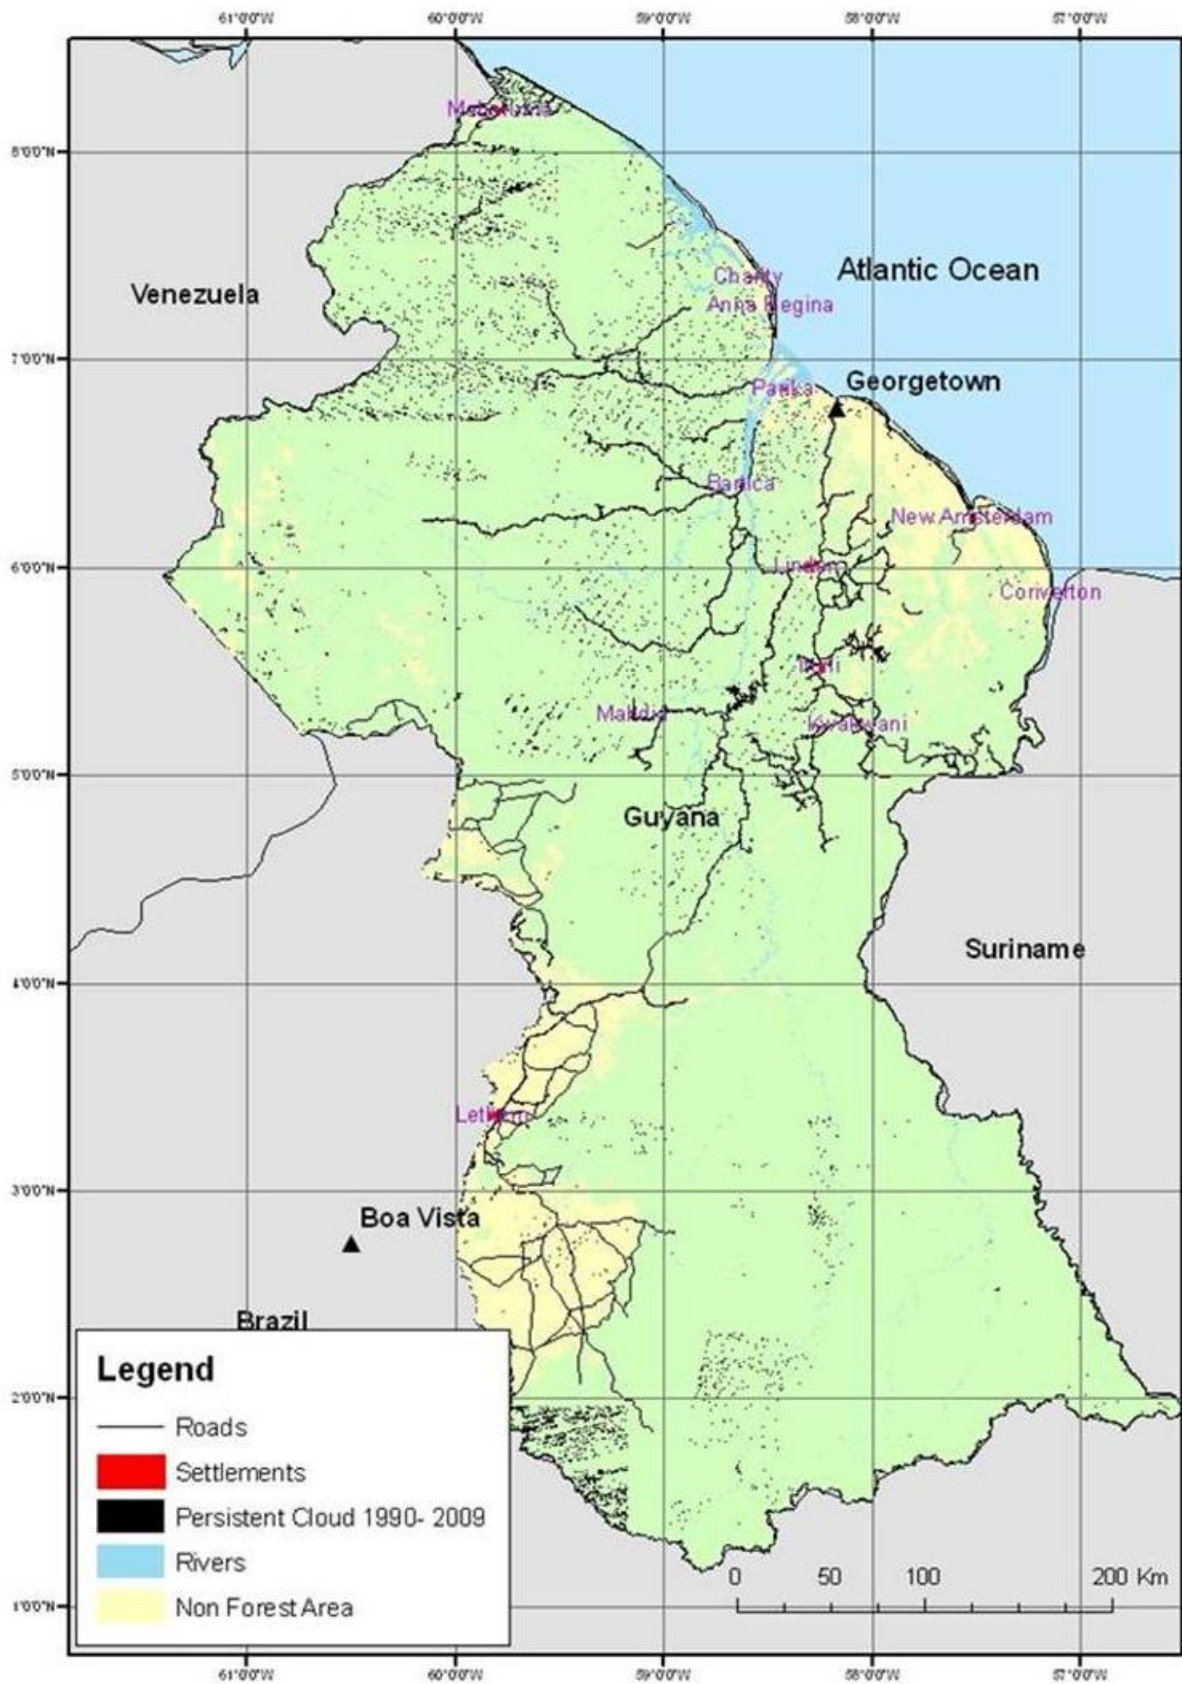 61°0'0"W 60°0'0"W 59°0'0"W 58°0'0"W 57°0'0"W
8°0'0"N
Venezuela
Charity
Atlantic Ocean
Anna Regina
7°0'0"N
Parika
Georgetown
Bartica
New Amsterdam
6°0'0"N
Linden
Coriverton
Mahdia
Kwakwani
5°0'0"N
Guyana
Suriname
4°0'0"N
Lethem
3°0'0"N
Boa Vista
Brazil
Legend
2°0'0"N
Roads
Settlements
Persistent Cloud 1990- 2009
Rivers
Non Forest Area
0 50 100 200 Km
1°0'0"N
61°0'0"W 60°0'0"W 59°0'0"W 58°0'0"W 57°0'0"W